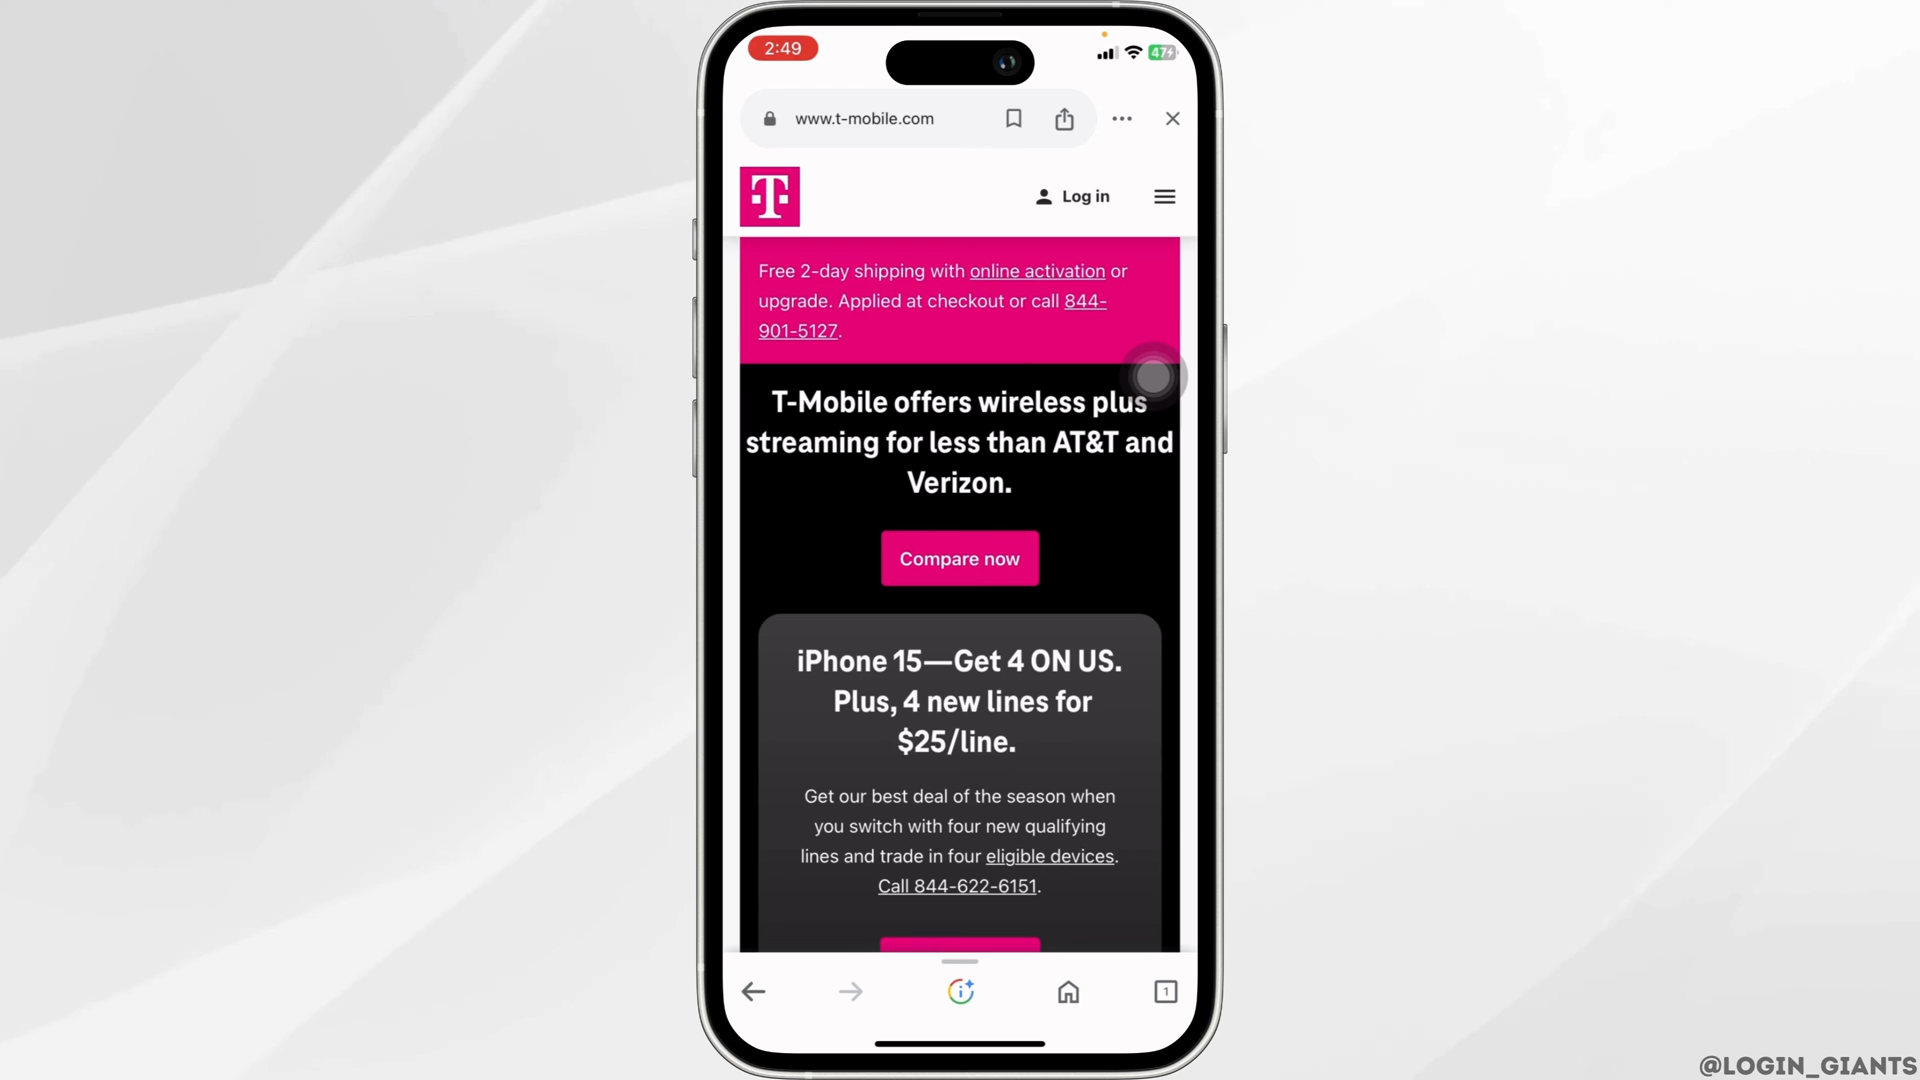 2:49
47
www.t-mobile.com
T
Log in
Free 2-day shipping with online activation or
upgrade. Applied at checkout or call 844-
901-5127.
T-Mobile offers wireless plus
streaming for less than AT&T and
Verizon.
Compare now
iPhone 15—Get 4 ON US.
Plus, 4 new lines for
$25/line.
Get our best deal of the season when
you switch with four new qualifying
lines and trade in four eligible devices.
Call 844-622-6151.
1
@LOGIN_GIANTS